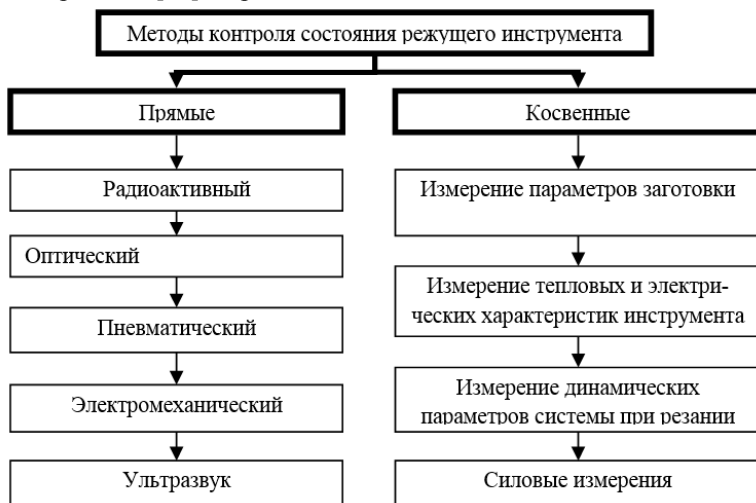 Методы контроля состояния режущего инструмента
Прямые
Косвенные
Радиоактивный
Оптический
Пневматический
Электромеханический
Ультразвук
Измерение параметров заготовки
Измерение тепловых и электри-
ческих характеристик инструмента
Измерение динамических
параметров системы при резании
Силовые измерения